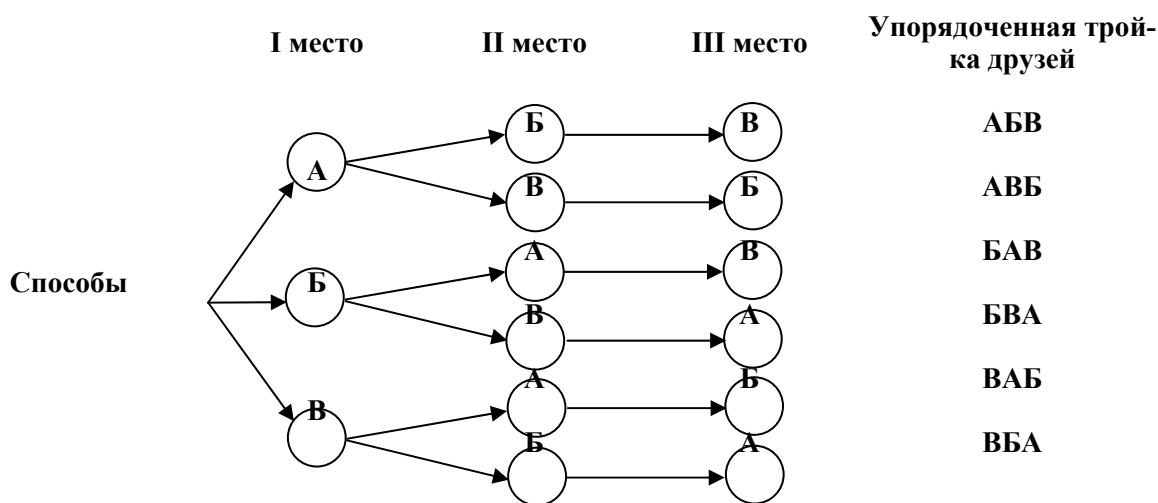 I место II место III место Упорядоченная трой-
ка друзей
Б В АБВ
А
В Б АВБ
А В БАВ
Способы Б
В А БВА
А Б ВАБ
В
Б А ВБА